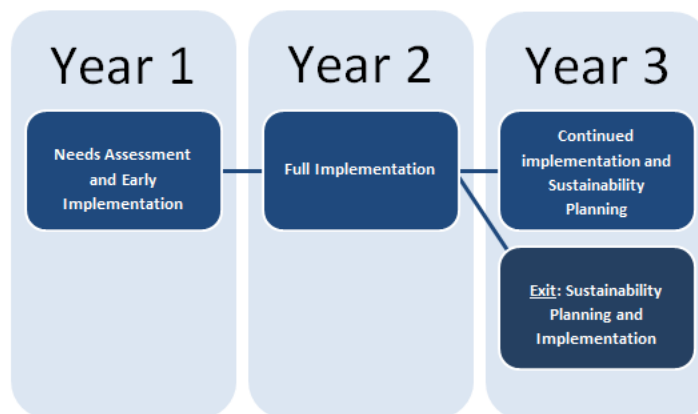 Year 1
Year 2
Year 3
Needs Assessment
and Early
Implementation
Full Implementation
Continued
implementation and
Sustainability
Planning
Exit: Sustainability
Planning and
Implementation